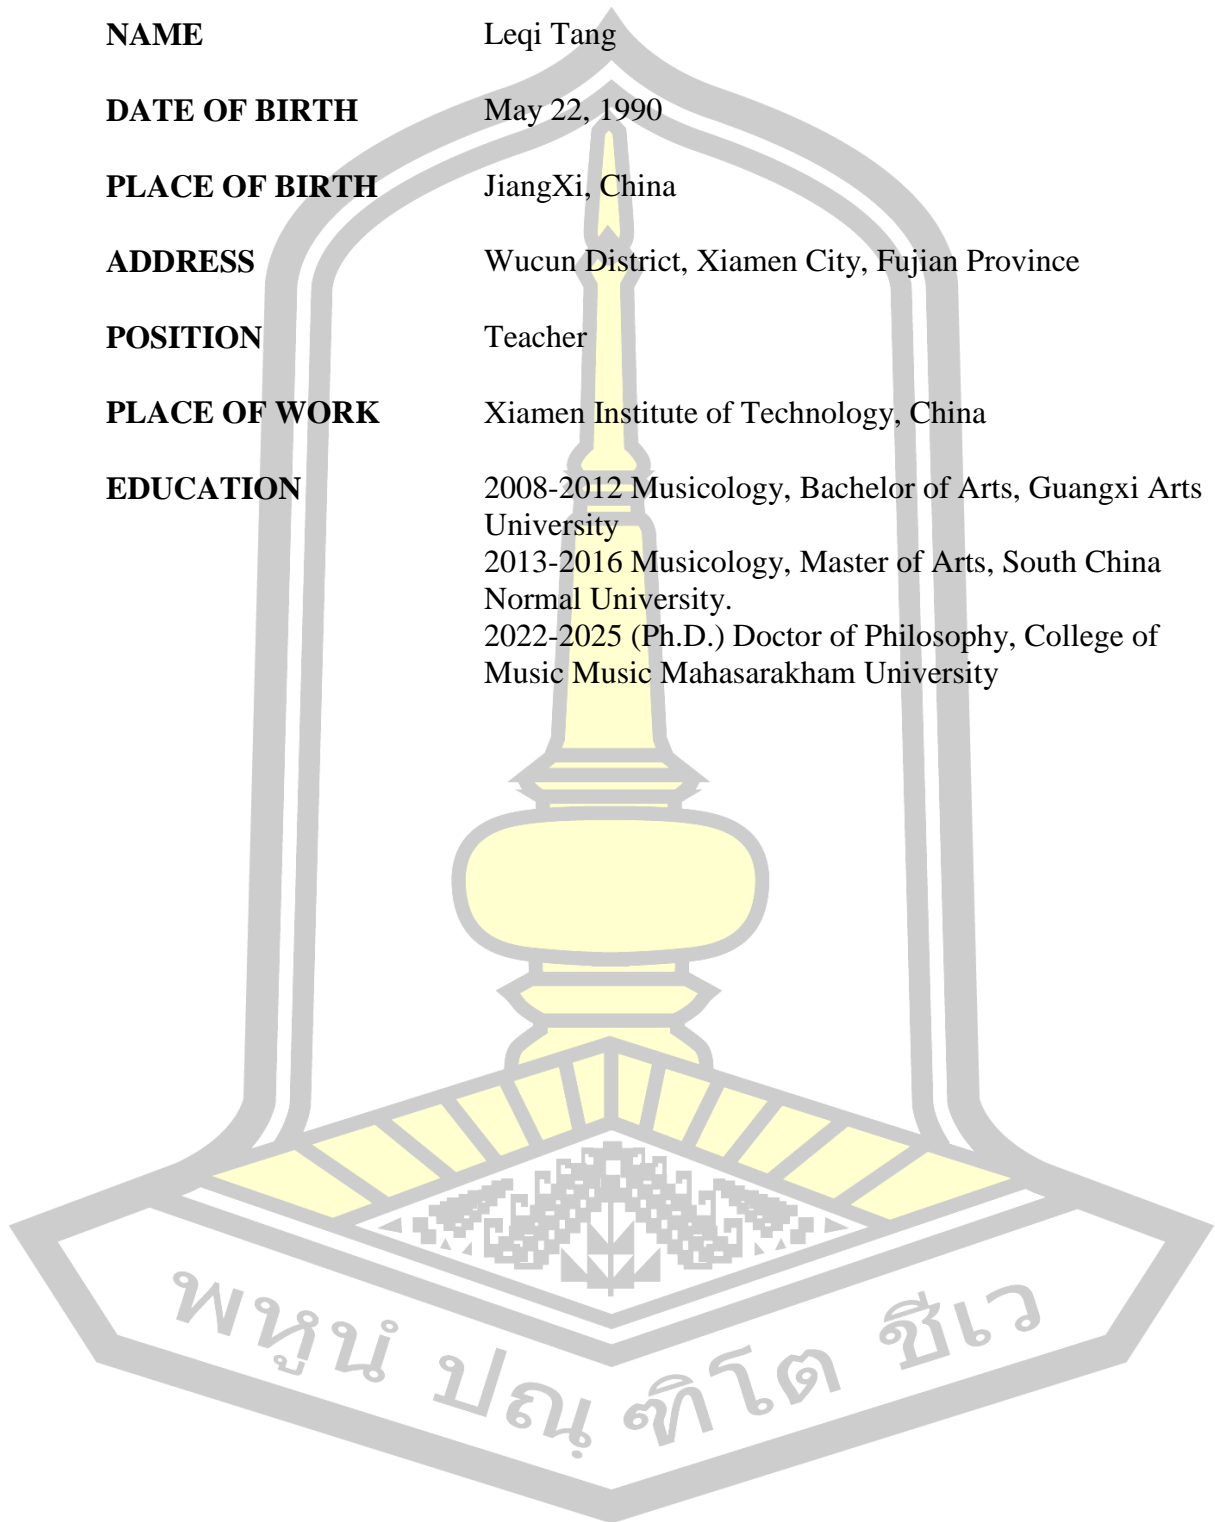 NAME Leqi Tang
DATE OF BIRTH May 22, 1990
PLACE OF BIRTH JiangXi, China
ADDRESS Wucun District, Xiamen City, Fujian Province
POSITION Teacher
PLACE OF WORK Xiamen Institute of Technology, China
EDUCATION 2008-2012 Musicology, Bachelor of Arts, Guangxi Arts
University
2013-2016 Musicology, Master of Arts, South China
Normal University.
2022-2025 (Ph.D.) Doctor of Philosophy, College of
Music Music Mahasarakham University
พหูนํ ปณฺ ฑิโต ชีเว